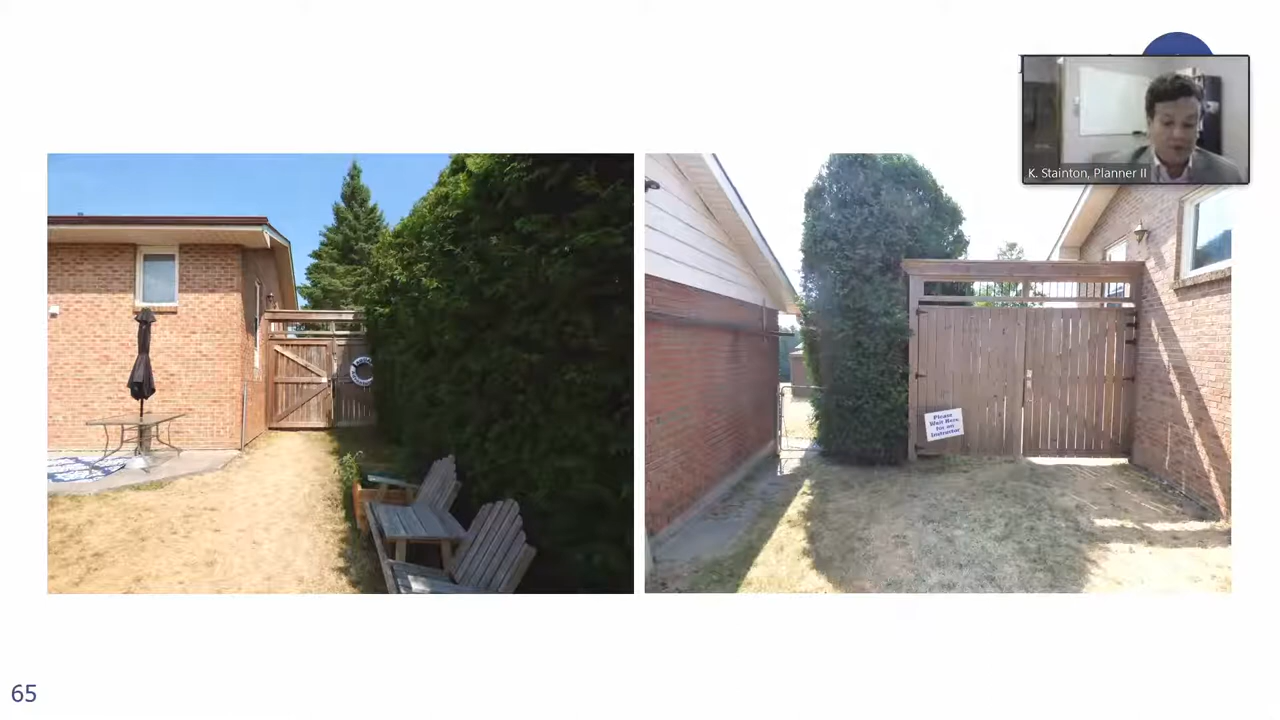 K. Stainton, Planner II
Please
Wait Here
for an
Instructor
65